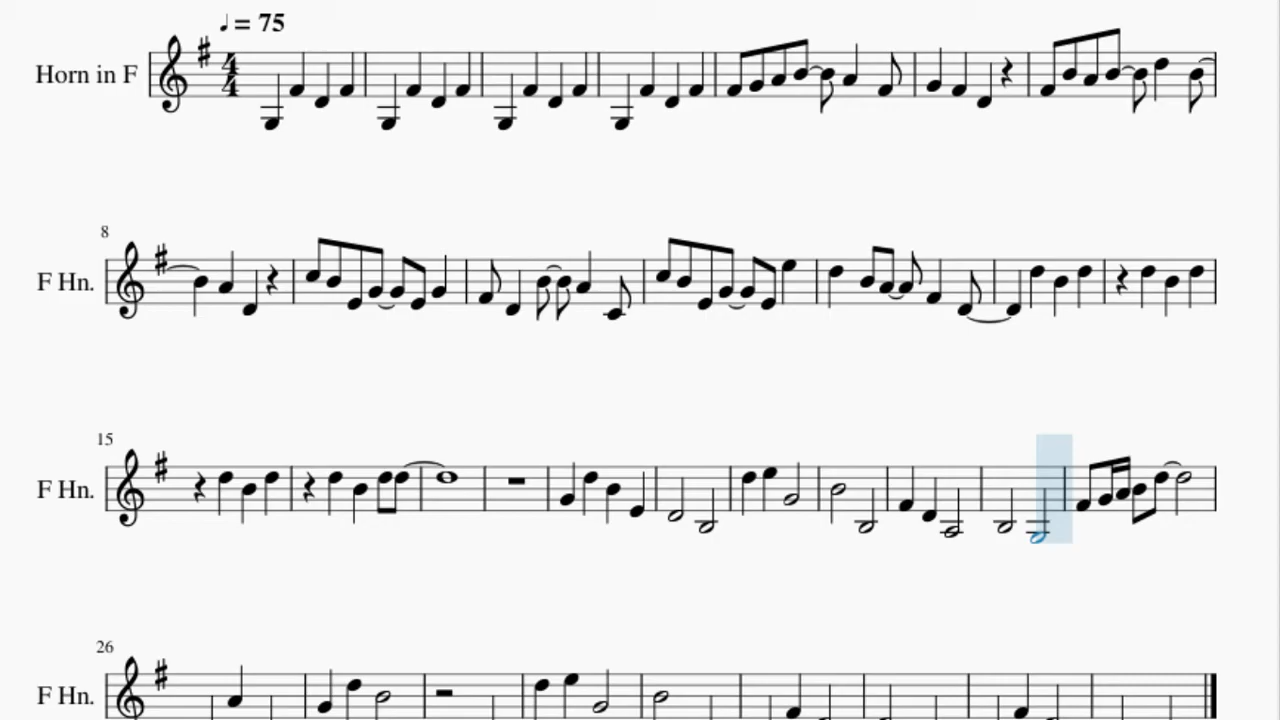 ♩ = 75
Horn in F
4
4
8
F Hn.
15
F Hn.
26
F Hn.